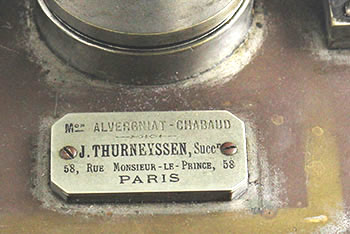 Mon ALVERGNIAT-CHABAUD
J. THURNEYSSEN, Succr
58, RUE MONSIEUR-LE-PRINCE, 58
PARIS